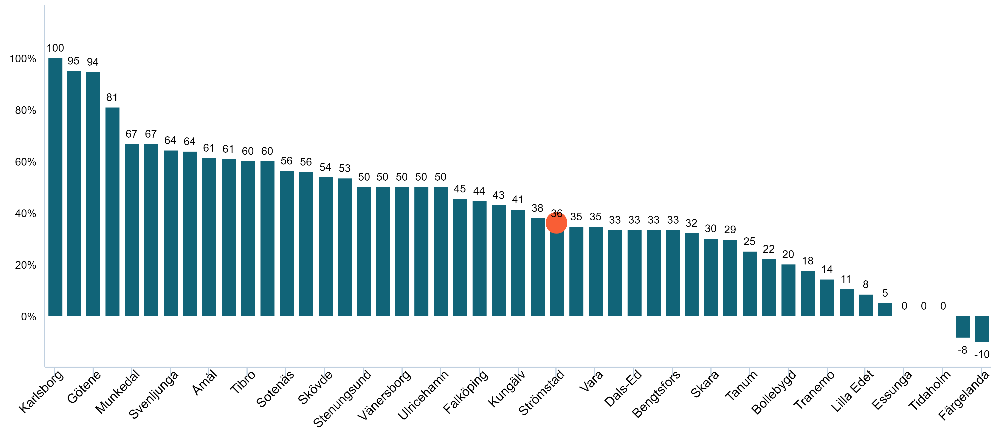 100%
80%
60%
40%
20%
0%
100
95
94
81
67
67
64
64
61
61
60
60
56
56
54
53
50
50
50
50
50
45
44
43
41
38
36
35
35
33
33
33
33
32
30
29
25
22
20
18
14
11
8
5
0
0
0
-8
-10
Karlsborg
Götene
Munkedal
Svenljunga
Åmål
Tibro
Sotenäs
Skövde
Stenungsund
Vänersborg
Ulricehamn
Falköping
Kungälv
Strömstad
Vara
Dals-Ed
Bengtsfors
Skara
Tanum
Bollebygd
Tranemo
Lilla Edet
Essunga
Tidaholm
Färgelanda